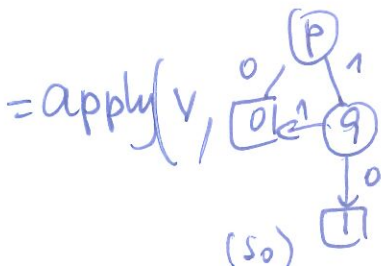 p
0 1
= apply(v, 0 1 q
0
1
(s₀)